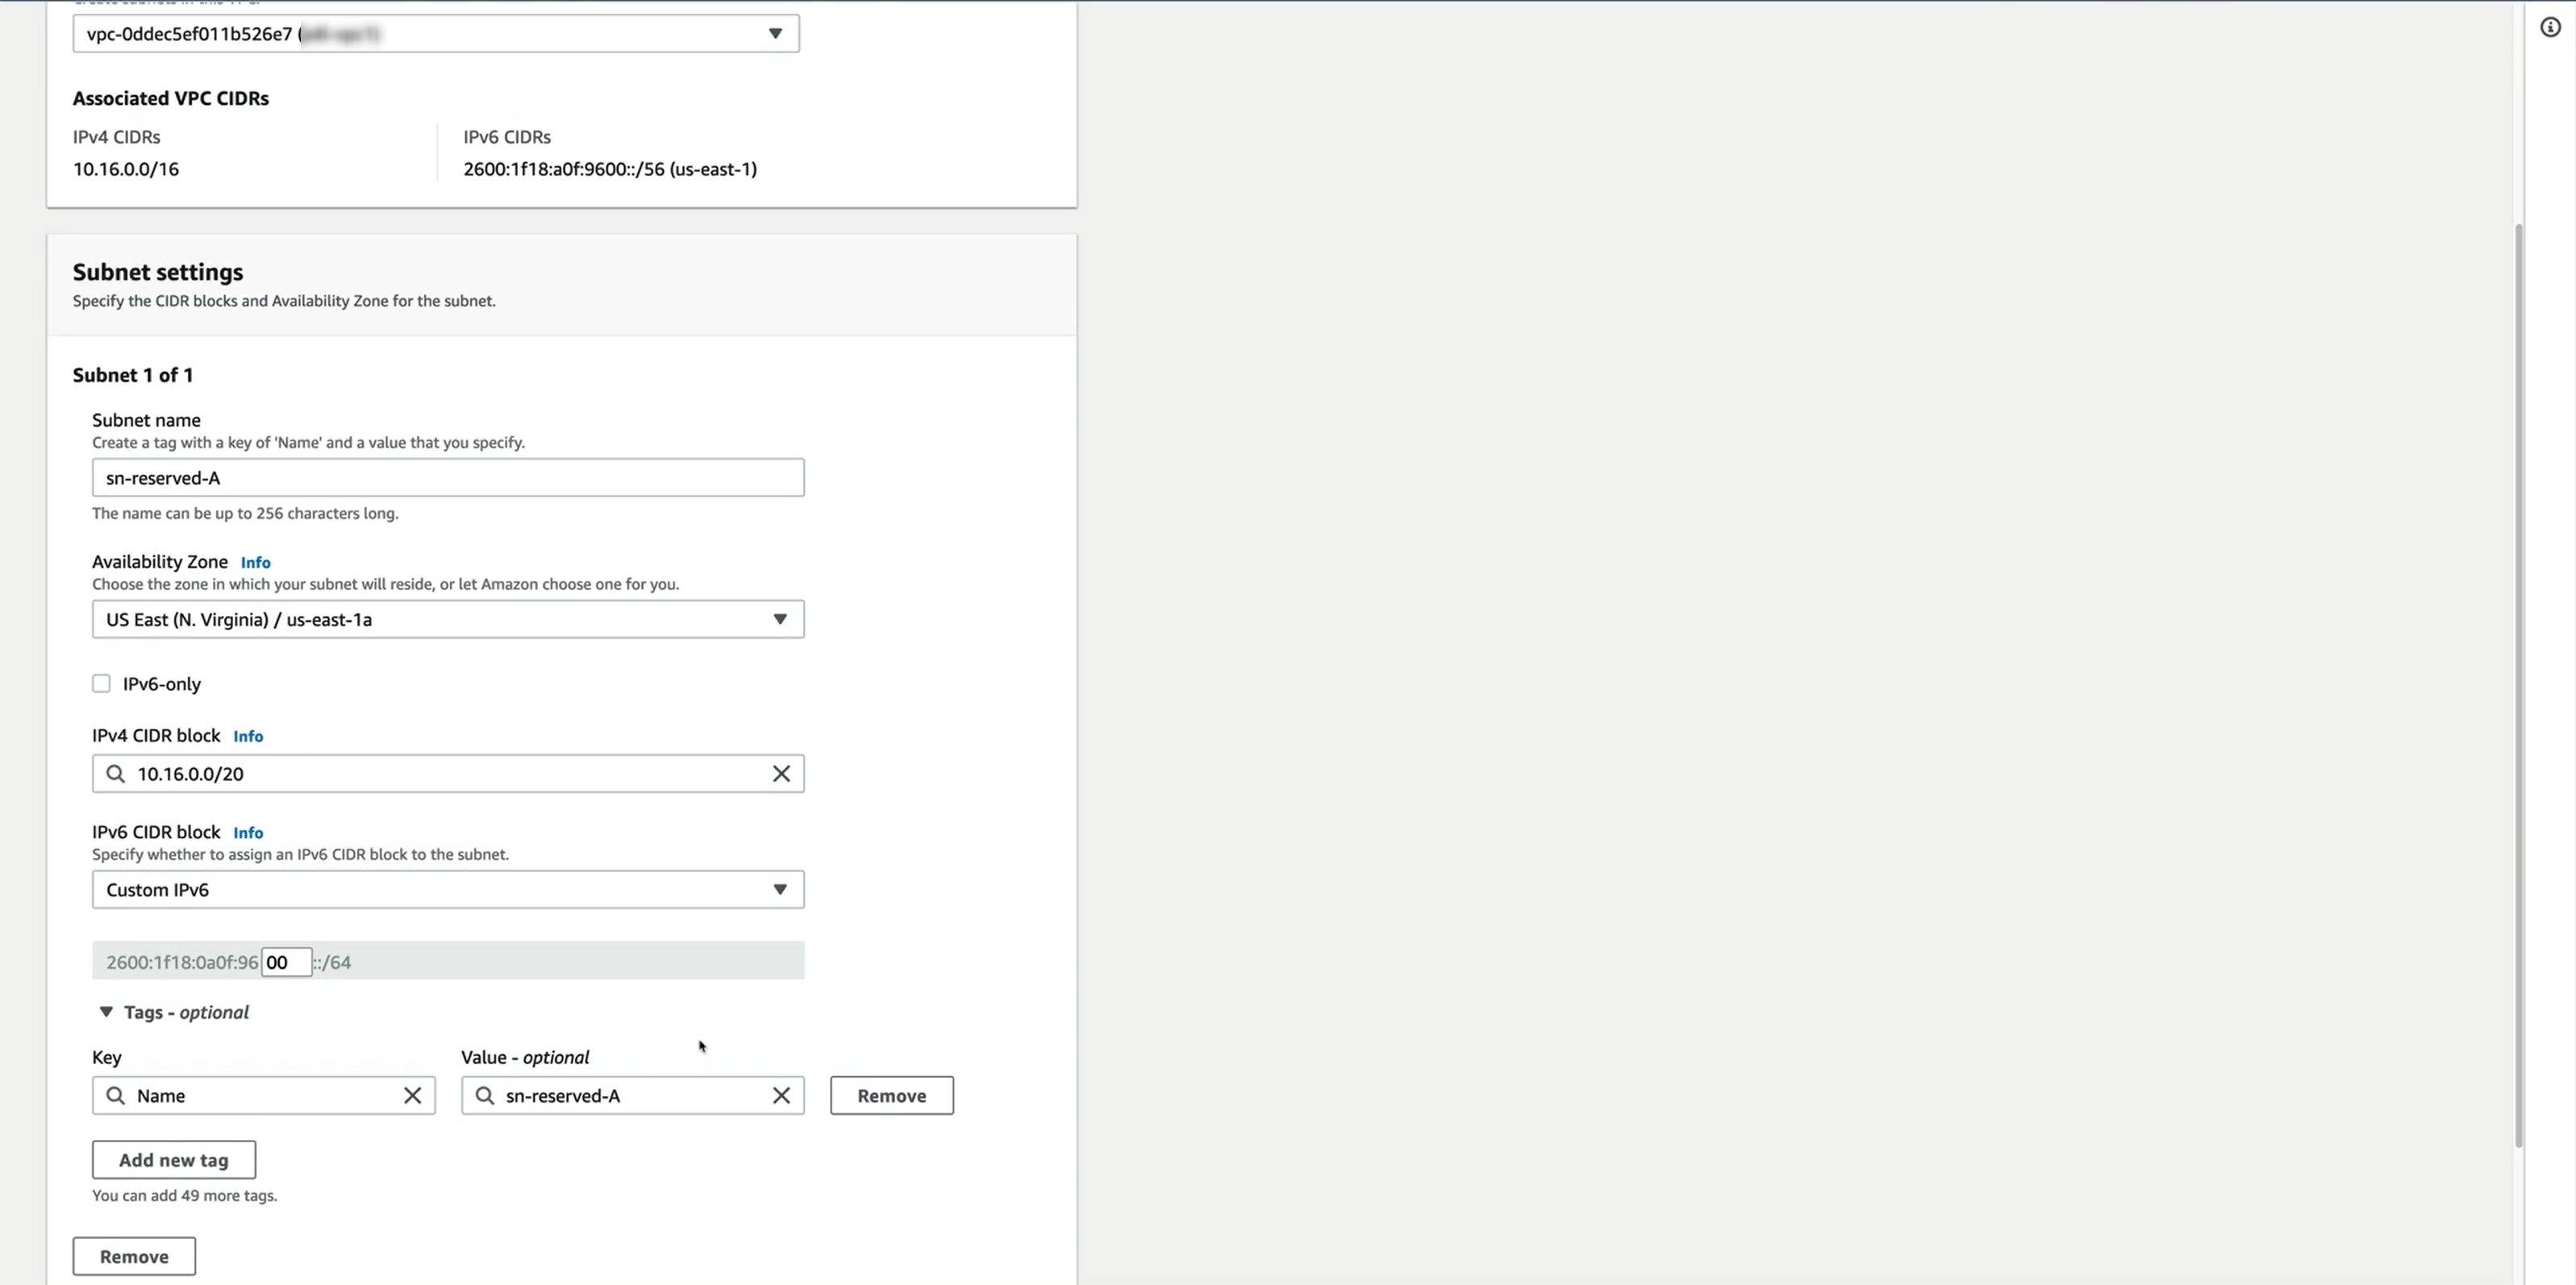 vpc-0ddec5ef011b526e7 (
Associated VPC CIDRs
IPv4 CIDRs
10.16.0.0/16
IPv6 CIDRs
2600:1f18:a0f:9600::/56 (us-east-1)
Subnet settings
Specify the CIDR blocks and Availability Zone for the subnet.
Subnet 1 of 1
Subnet name
Create a tag with a key of 'Name' and a value that you specify.
sn-reserved-A
The name can be up to 256 characters long.
Availability Zone Info
Choose the zone in which your subnet will reside, or let Amazon choose one for you.
US East (N. Virginia) / us-east-1a
IPv6-only
IPv4 CIDR block Info
10.16.0.0/20
IPv6 CIDR block Info
Specify whether to assign an IPv6 CIDR block to the subnet.
Custom IPv6
2600:1f18:0a0f:96 00 ::/64
Tags - optional
Key
Value - optional
Name
sn-reserved-A
Remove
Add new tag
You can add 49 more tags.
Remove